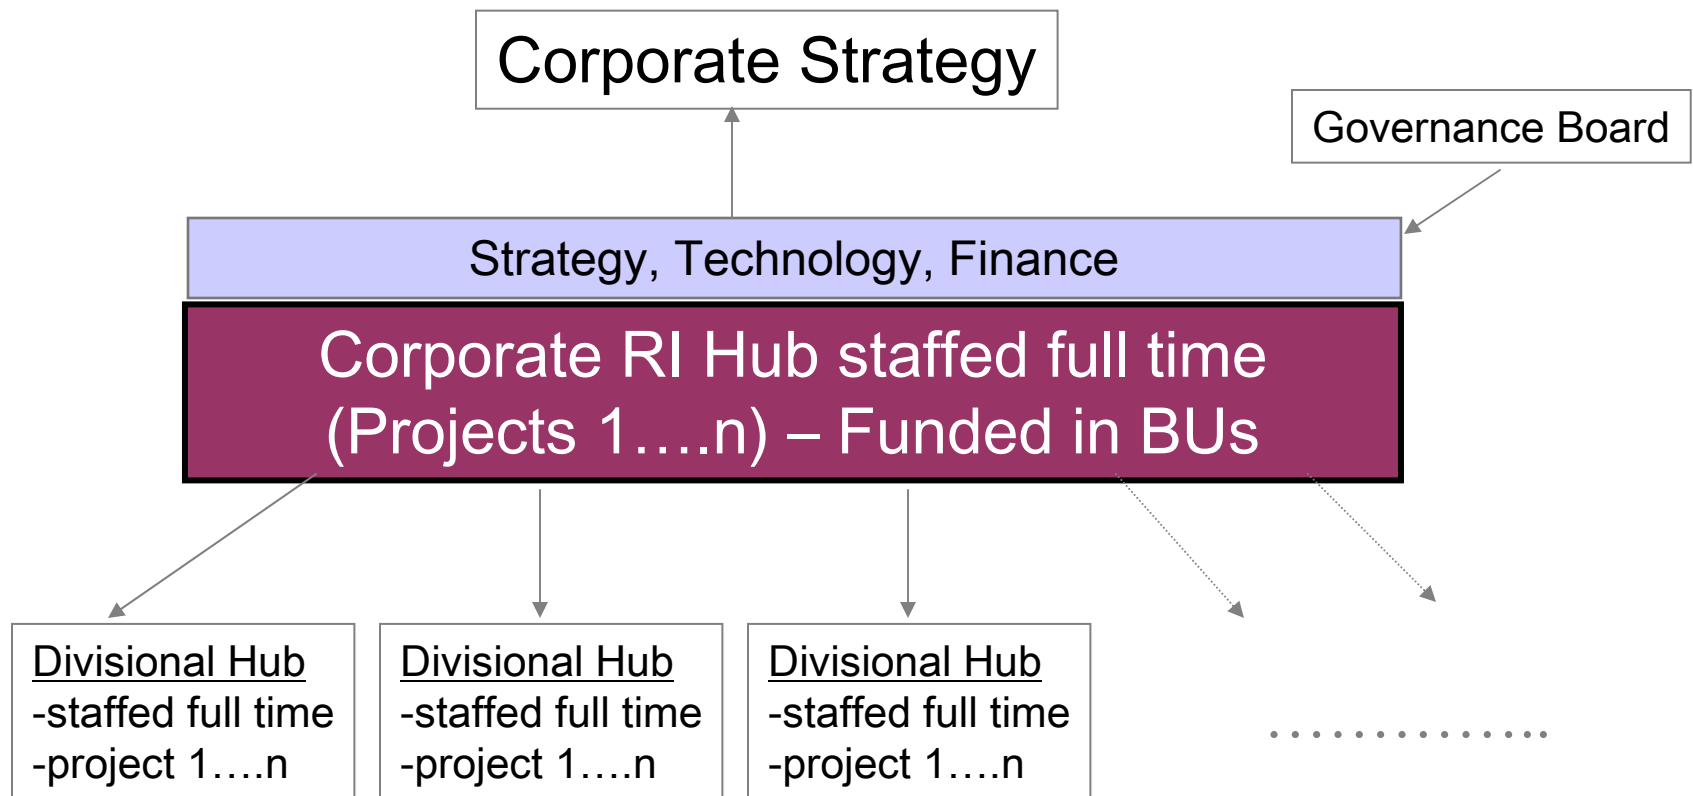 Corporate Strategy
Governance Board
Strategy, Technology, Finance
Corporate RI Hub staffed full time
(Projects 1….n) – Funded in BUs
Divisional Hub
-staffed full time
-project 1….n
Divisional Hub
-staffed full time
-project 1….n
Divisional Hub
-staffed full time
-project 1….n
……………